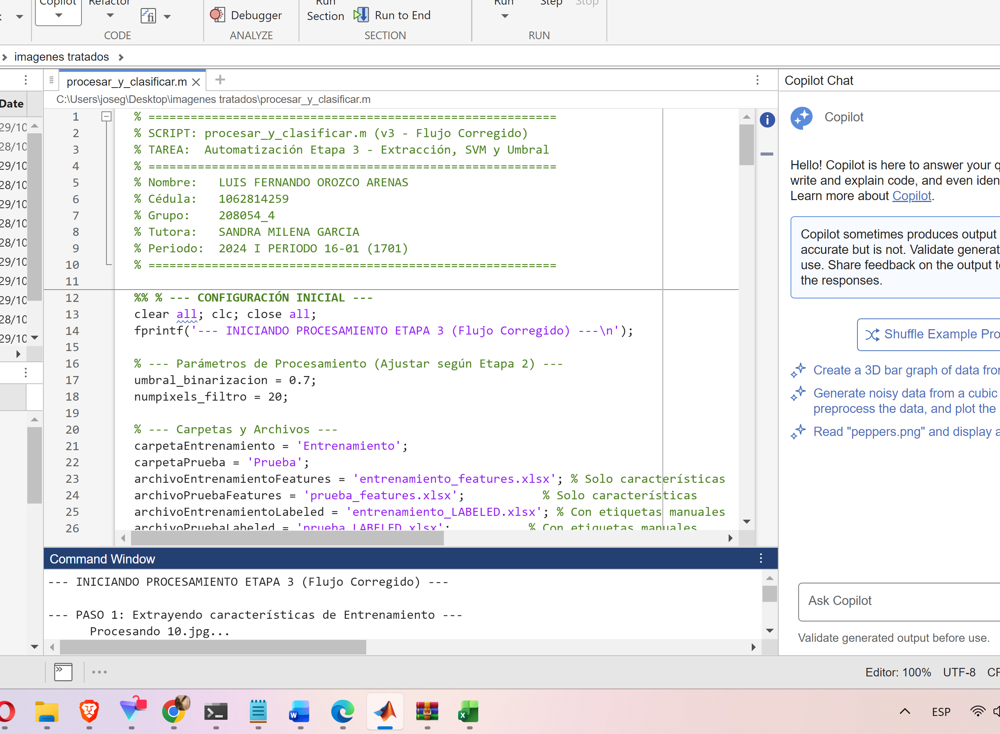 Copilot
Refactor
Debugger
Run
Section
Run to End
Run
Step
Stop
CODE
ANALYZE
SECTION
RUN
imagenes tratados
procesar_y_clasificar.m
C:\Users\joseg\Desktop\imagenes tratados\procesar_y_clasificar.m
Date
29/10
28/10
29/10
28/10
29/10
28/10
28/10
29/10
29/10
29/10
28/10
29/10
1 % ==========================================================
2 % SCRIPT: procesar_y_clasificar.m (v3 - Flujo Corregido)
3 % TAREA:  Automatización Etapa 3 - Extracción, SVM y Umbral
4 % ==========================================================
5 % Nombre:   LUIS FERNANDO OROZCO ARENAS
6 % Cédula:   1062814259
7 % Grupo:    208054_4
8 % Tutora:   SANDRA MILENA GARCIA
9 % Periodo:  2024 I PERIODO 16-01 (1701)
10 % ==========================================================
11
12 %% % --- CONFIGURACIÓN INICIAL ---
13 clear all; clc; close all;
14 fprintf('--- INICIANDO PROCESAMIENTO ETAPA 3 (Flujo Corregido) ---\n');
15
16 % --- Parámetros de Procesamiento (Ajustar según Etapa 2) ---
17 umbral_binarizacion = 0.7;
18 numpixels_filtro = 20;
19
20 % --- Carpetas y Archivos ---
21 carpetaEntrenamiento = 'Entrenamiento';
22 carpetaPrueba = 'Prueba';
23 archivoEntrenamientoFeatures = 'entrenamiento_features.xlsx'; % Solo características
24 archivoPruebaFeatures = 'prueba_features.xlsx';           % Solo características
25 archivoEntrenamientoLabeled = 'entrenamiento_LABELED.xlsx'; % Con etiquetas manuales
26 archivoPruebaLabeled = 'prueba_LABELED.xlsx';           % Con etiquetas manuales
Command Window
--- INICIANDO PROCESAMIENTO ETAPA 3 (Flujo Corregido) ---
--- PASO 1: Extrayendo características de Entrenamiento ---
Procesando 10.jpg...
Copilot Chat
Copilot
Hello! Copilot is here to answer your q
write and explain code, and even iden
Learn more about Copilot.
Copilot sometimes produces output
accurate but is not. Validate generat
use. Share feedback on the output t
the responses.
Shuffle Example Pro
Create a 3D bar graph of data fro
Generate noisy data from a cubic
preprocess the data, and plot the
Read "peppers.png" and display a
Ask Copilot
Validate generated output before use.
Editor: 100%
UTF-8
CR
ESP